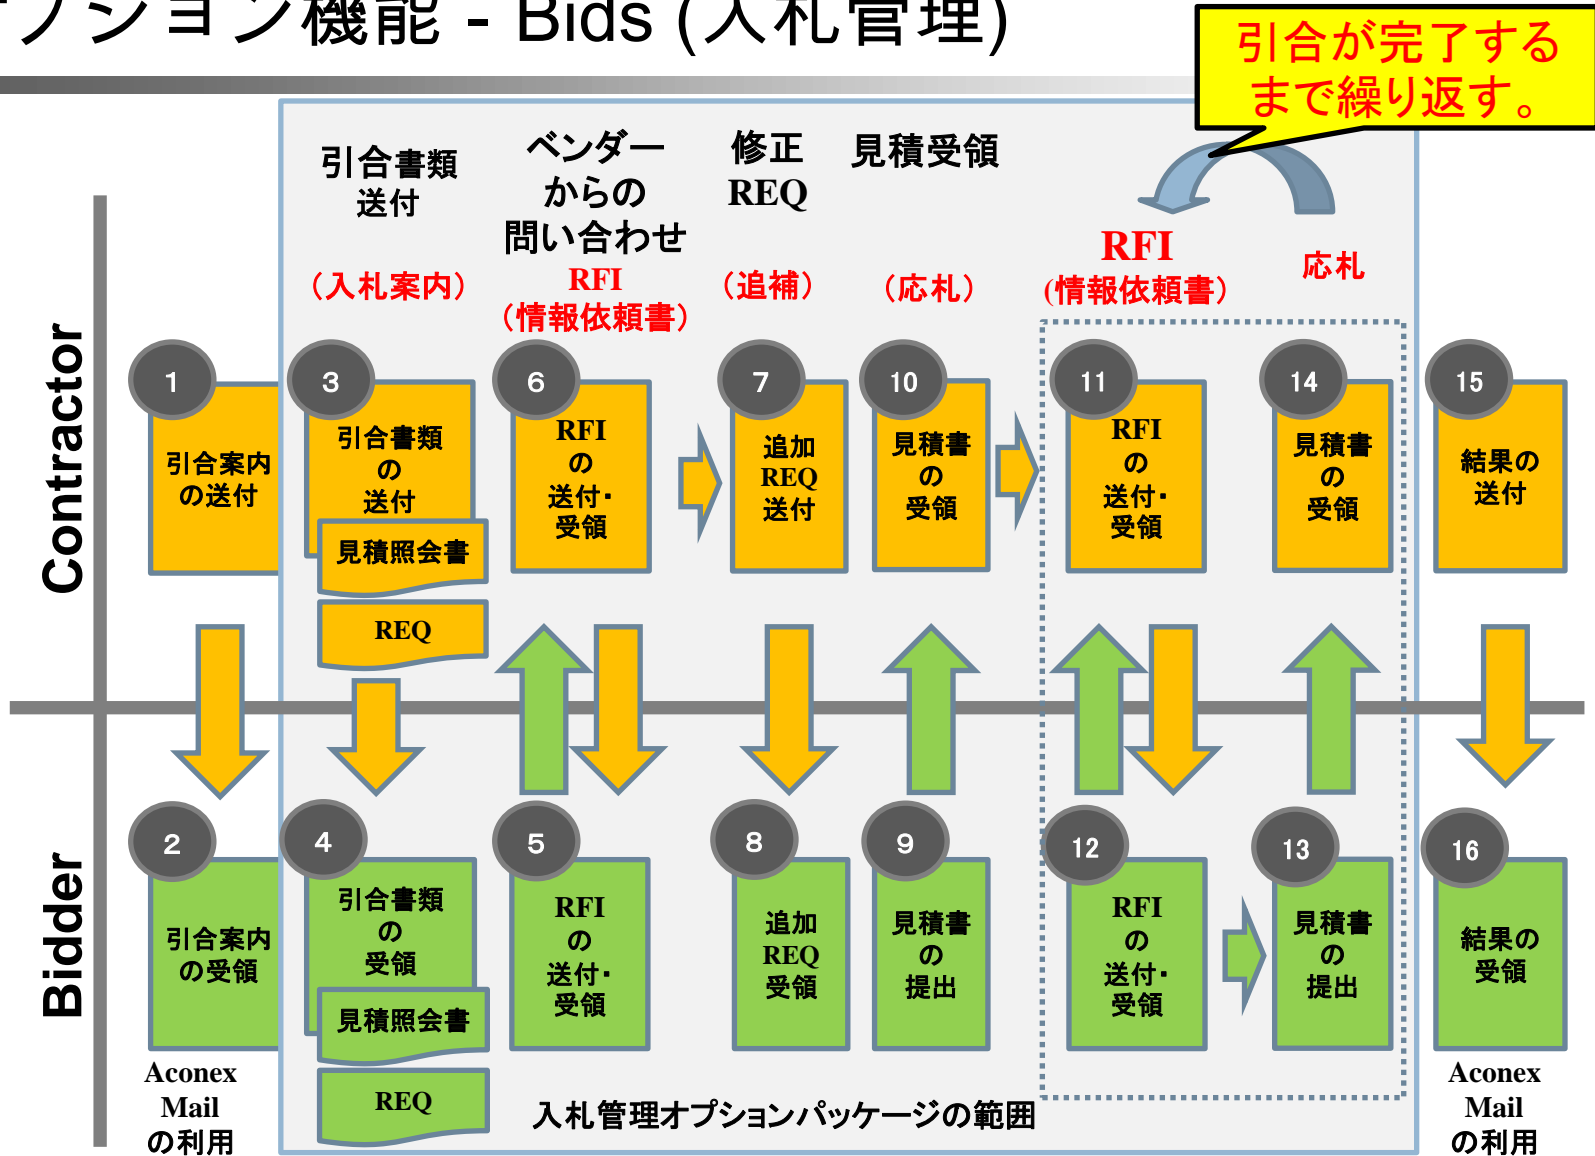 プション機能 - Bids (入札管理)
引合が完了する
まで繰り返す。
引合書類
送付
(入札案内)
ベンダー
からの
問い合わせ
RFI
(情報依頼書)
修正
REQ
(追補)
見積受領
(応札)
RFI
(情報依頼書)
応札
Contractor
1
引合案内
の送付
3
引合書類
の
送付
見積照会書
REQ
6
RFI
の
送付・
受領
7
追加
REQ
送付
10
見積書
の
受領
11
RFI
の
送付・
受領
14
見積書
の
受領
15
結果の
送付
Bidder
2
引合案内
の受領
4
引合書類
の
受領
見積照会書
REQ
5
RFI
の
送付・
受領
8
追加
REQ
受領
9
見積書
の
提出
12
RFI
の
送付・
受領
13
見積書
の
提出
16
結果の
受領
Aconex
Mail
の利用
入札管理オプションパッケージの範囲
Aconex
Mail
の利用